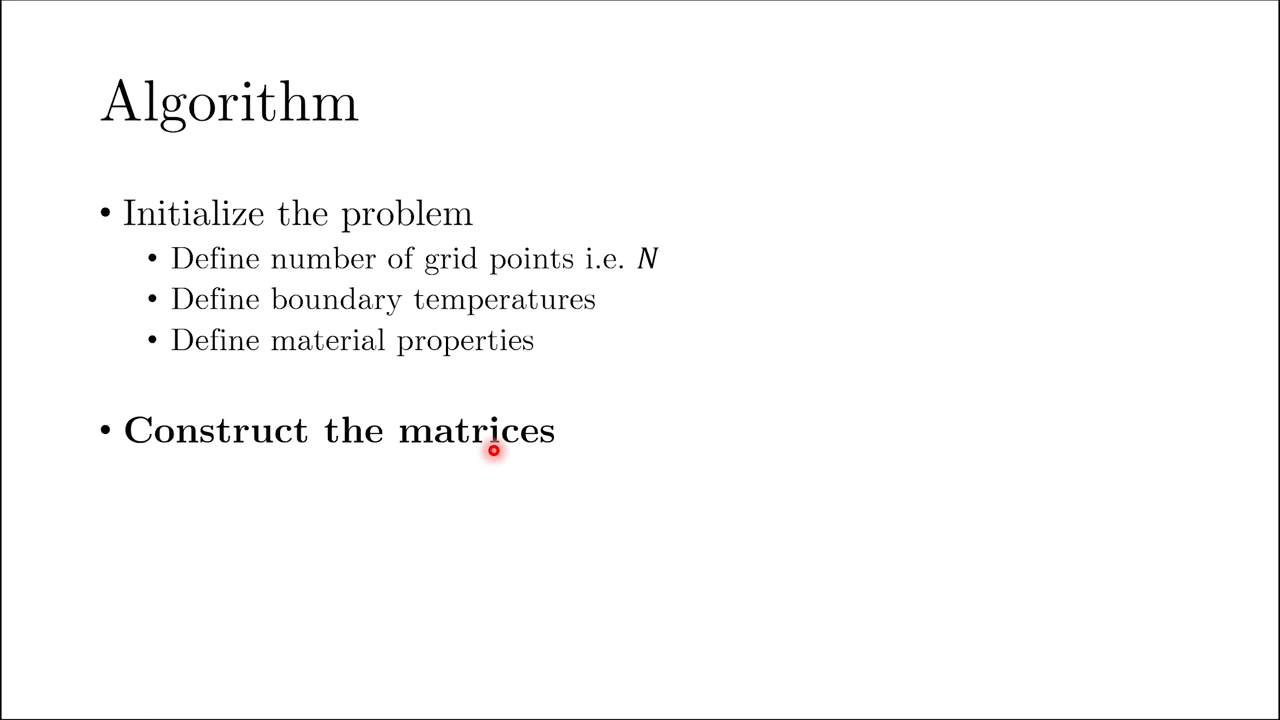 Algorithm
• Initialize the problem
• Define number of grid points i.e. N
• Define boundary temperatures
• Define material properties
• Construct the matrices